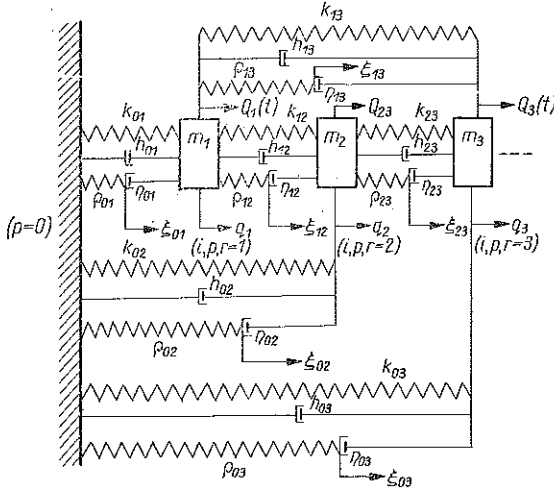 k13
h13
ρ13 η13 ξ13
k01 Q1(t) k12 Q23 k23 Q3(t)
m1 m2 m3
h01 h12 h23
ρ01 η01 ρ12 η12 ρ23 η23
(p=0) ξ01 q1 ξ12 q2 ξ23 q3
(i,p,r=1) (i,p,r=2) (i,p,r=3)
k02
h02
ρ02 η02
ξ02
k03
h03
ρ03 η03
ξ03